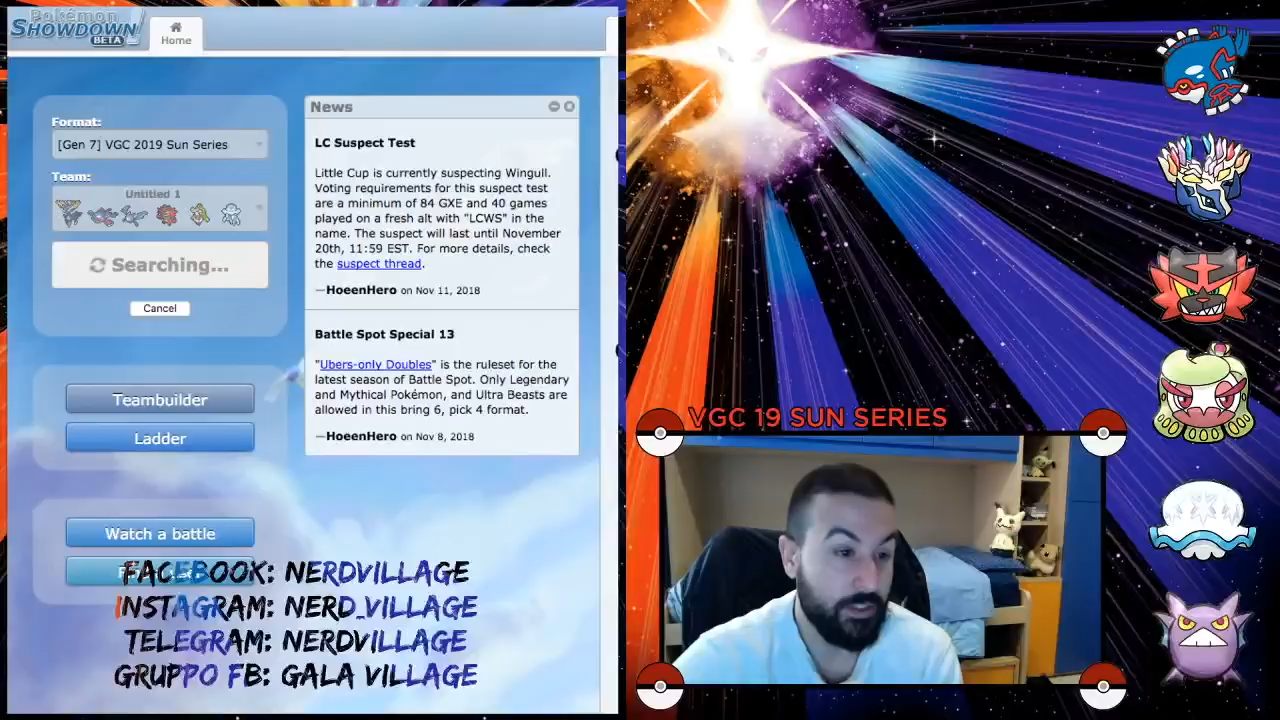 Pokémon
SHOWDOWN
BETA
Home
Format:
[Gen 7] VGC 2019 Sun Series
Team:
Untitled 1
Searching...
Cancel
Teambuilder
Ladder
Watch a battle
News
LC Suspect Test
Little Cup is currently suspecting Wingull.
Voting requirements for this suspect test
are a minimum of 84 GXE and 40 games
played on a fresh alt with "LCWS" in the
name. The suspect will last until November
20th, 11:59 EST. For more details, check
the suspect thread.
—HoeenHero on Nov 11, 2018
Battle Spot Special 13
"Ubers-only Doubles" is the ruleset for the
latest season of Battle Spot. Only Legendary
and Mythical Pokémon, and Ultra Beasts are
allowed in this bring 6, pick 4 format.
—HoeenHero on Nov 8, 2018
VGC 19 SUN SERIES
FACEBOOK: NERDVILLAGE
INSTAGRAM: NERD_VILLAGE
TELEGRAM: NERDVILLAGE
GRUPPO FB: GALA VILLAGE